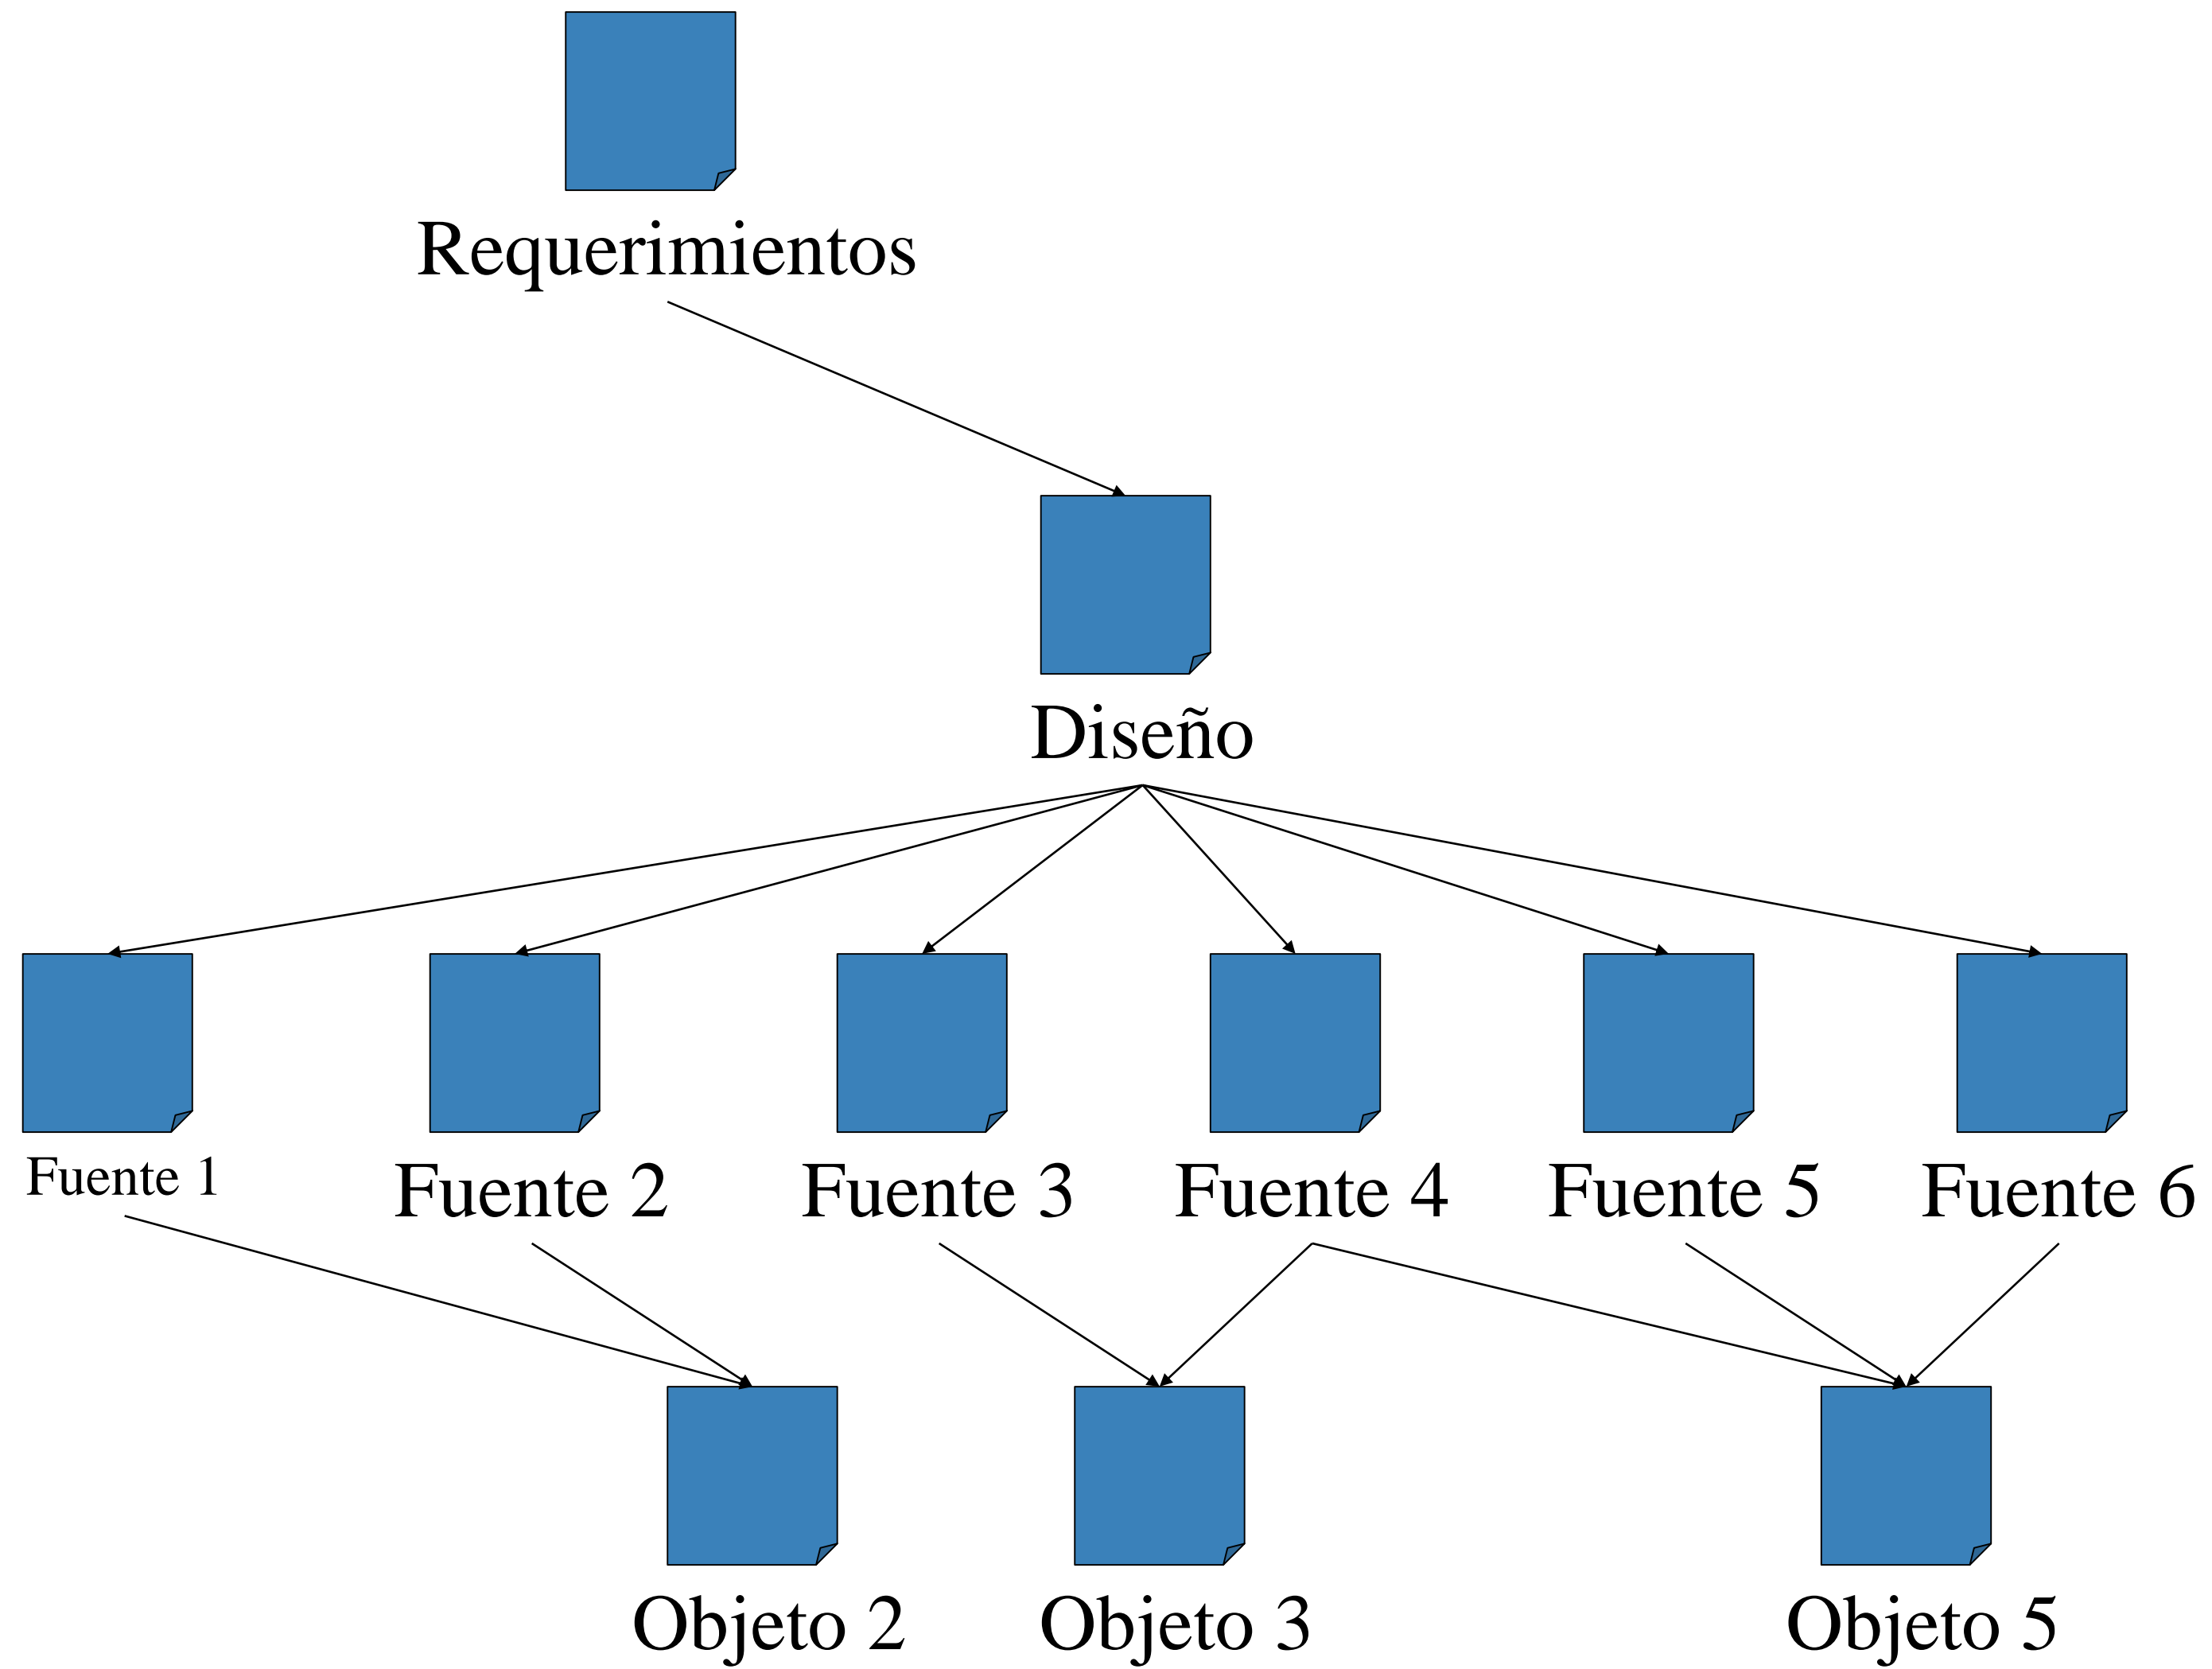 Requerimientos
Diseño
Fuente 1
Fuente 2
Fuente 3
Fuente 4
Fuente 5
Fuente 6
Objeto 2
Objeto 3
Objeto 5